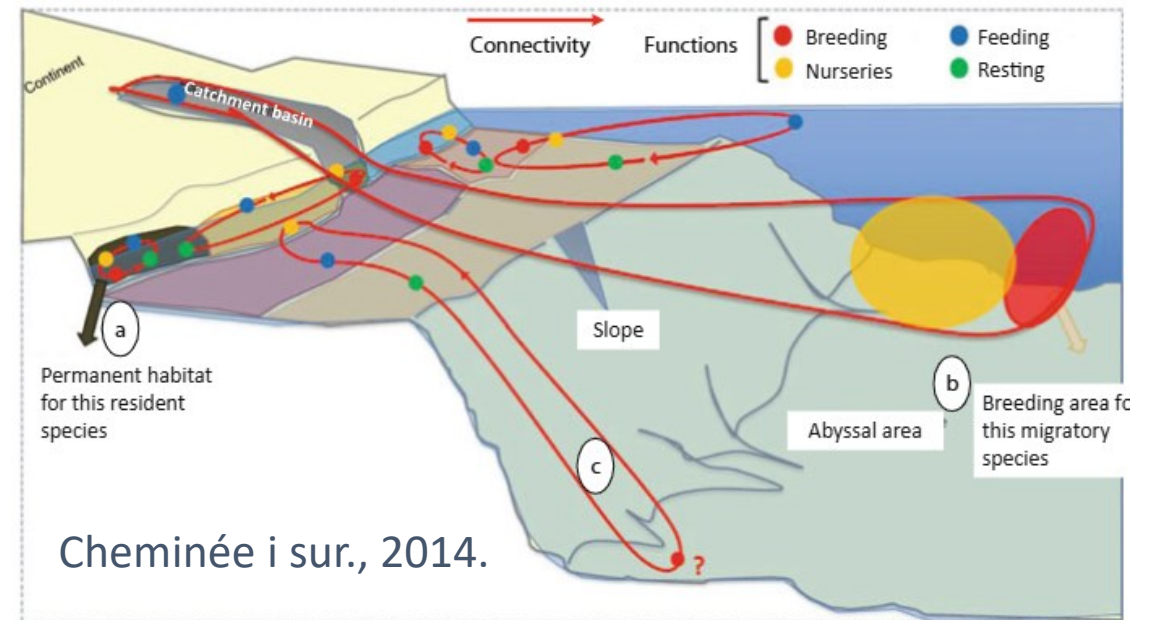 Connectivity
Functions
Breeding
Nurseries
Feeding
Resting
Continent
Catchment basin
a
Permanent habitat
for this resident
species
Slope
b
Breeding area fo
this migratory
species
Abyssal area
c
?
Cheminée i sur., 2014.